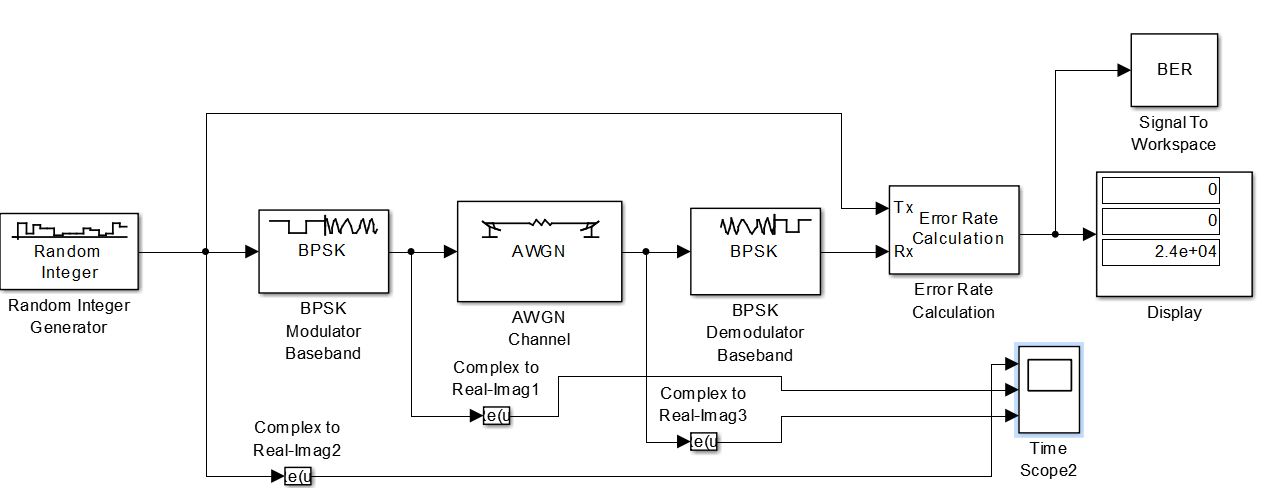 BER
Signal To
Workspace
Random
Integer
Random Integer
Generator
BPSK
BPSK
Modulator
Baseband
AWGN
AWGN
Channel
BPSK
BPSK
Demodulator
Baseband
Tx
Rx
Error Rate
Calculation
Error Rate
Calculation
0
0
2.4e+04
Display
Complex to
Real-Imag1
.e(u
Complex to
Real-Imag3
.e(u
Complex to
Real-Imag2
.e(u
Time
Scope2